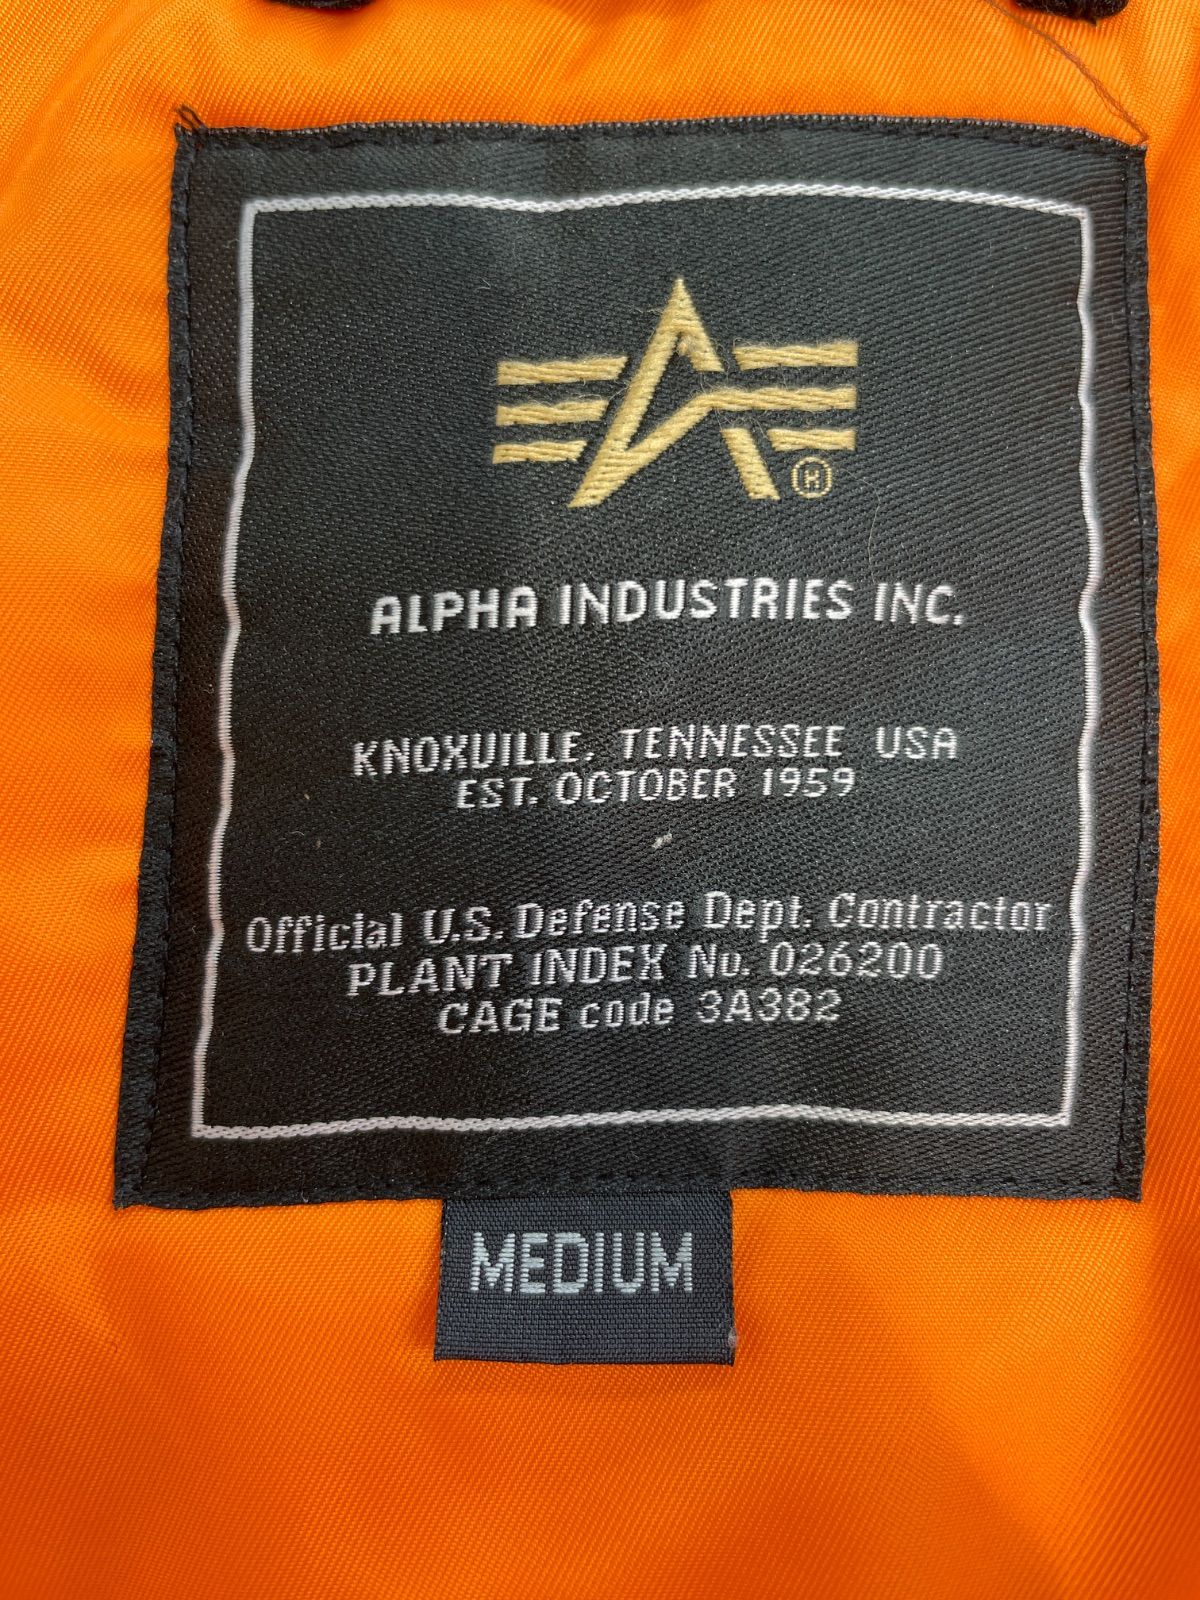 ALPHA INDUSTRIES INC.
KNOXVILLE, TENNESSEE USA
EST. OCTOBER 1959
Official U.S. Defense Dept. Contractor
PLANT INDEX No. 026200
CAGE code 3A382
MEDIUM